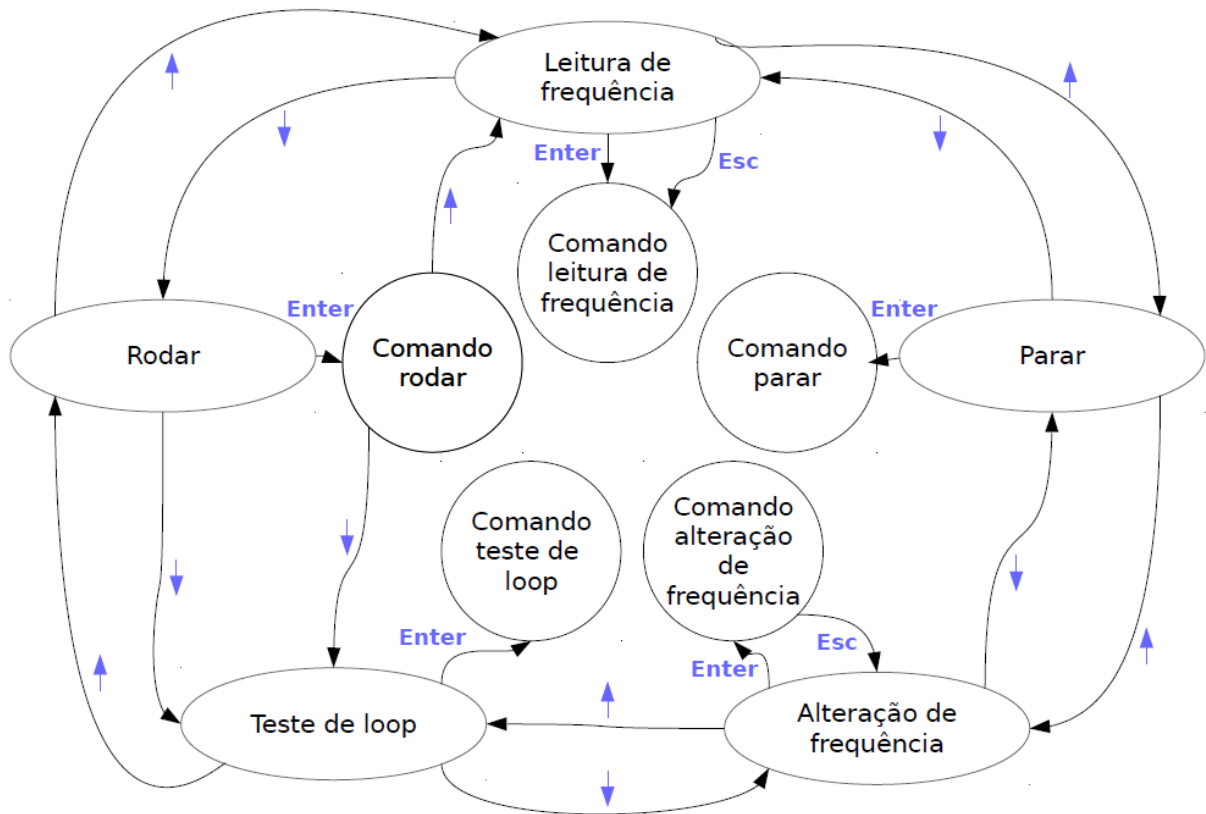 Leitura de
frequência
Enter
Esc
Comando
leitura de
frequência
Enter
Enter
Rodar
Comando
rodar
Comando
parar
Parar
Comando
teste de
loop
Comando
alteração
de
frequência
Enter
Esc
Enter
Teste de loop
Alteração de
frequência